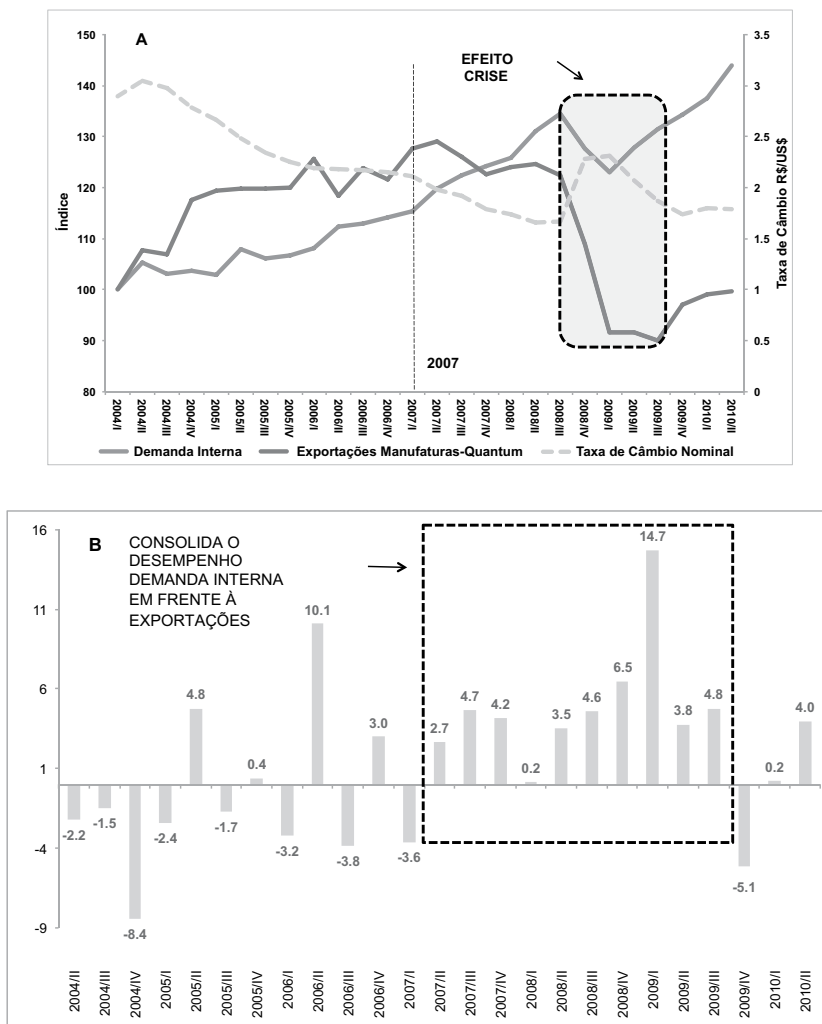 A
EFEITO
CRISE
150
140
130
120
110
100
90
80
Índice
3.5
3
2.5
2
1.5
1
0.5
0
Taxa de Câmbio R$/US$
2007
2004/I
2004/II
2004/III
2004/IV
2005/I
2005/II
2005/III
2005/IV
2006/I
2006/II
2006/III
2006/IV
2007/I
2007/II
2007/III
2007/IV
2008/I
2008/II
2008/III
2008/IV
2009/I
2009/II
2009/III
2009/IV
2010/I
2010/II
Demanda Interna
Exportações Manufaturas-Quantum
Taxa de Câmbio Nominal
B
CONSOLIDA O
DESEMPENHO
DEMANDA INTERNA
EM FRENTE À
EXPORTAÇÕES
16
11
6
1
-4
-9
-2.2
-1.5
-8.4
-2.4
4.8
-1.7
0.4
-3.2
10.1
-3.8
3.0
-3.6
2.7
4.7
4.2
0.2
3.5
4.6
6.5
14.7
3.8
4.8
-5.1
0.2
4.0
2004/II
2004/III
2004/IV
2005/I
2005/II
2005/III
2005/IV
2006/I
2006/II
2006/III
2006/IV
2007/I
2007/II
2007/III
2007/IV
2008/I
2008/II
2008/III
2008/IV
2009/I
2009/II
2009/III
2009/IV
2010/I
2010/II